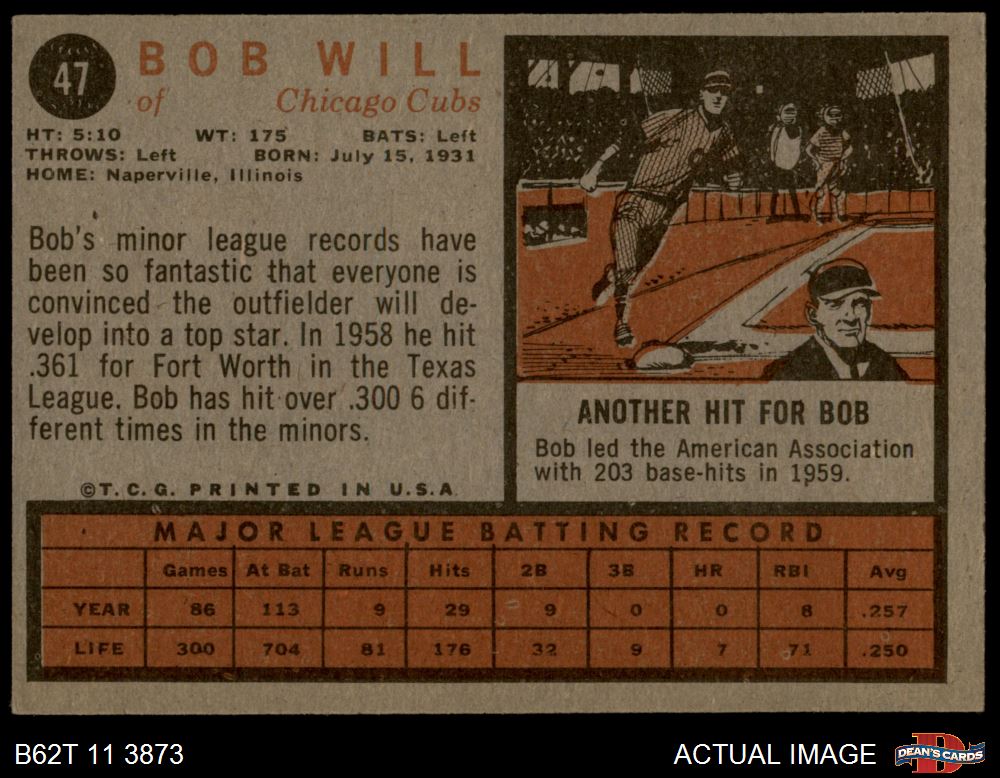 47
BOB WILL
of Chicago Cubs
HT: 5:10 WT: 175 BATS: Left
THROWS: Left BORN: July 15, 1931
HOME: Naperville, Illinois
Bob's minor league records have
been so fantastic that everyone is
convinced the outfielder will de-
velop into a top star. In 1958 he hit
.361 for Fort Worth in the Texas
League. Bob has hit over .300 6 dif-
ferent times in the minors.
©T.C.G. PRINTED IN U.S.A.
ANOTHER HIT FOR BOB
Bob led the American Association
with 203 base-hits in 1959.
MAJOR LEAGUE BATTING RECORD
Games At Bat Runs Hits 2B 3B HR RBI Avg
YEAR 86 113 9 29 9 0 0 8 .257
LIFE 300 704 81 176 32 9 7 71 .250
B62T 11 3873
ACTUAL IMAGE
DEAN'S CARDS